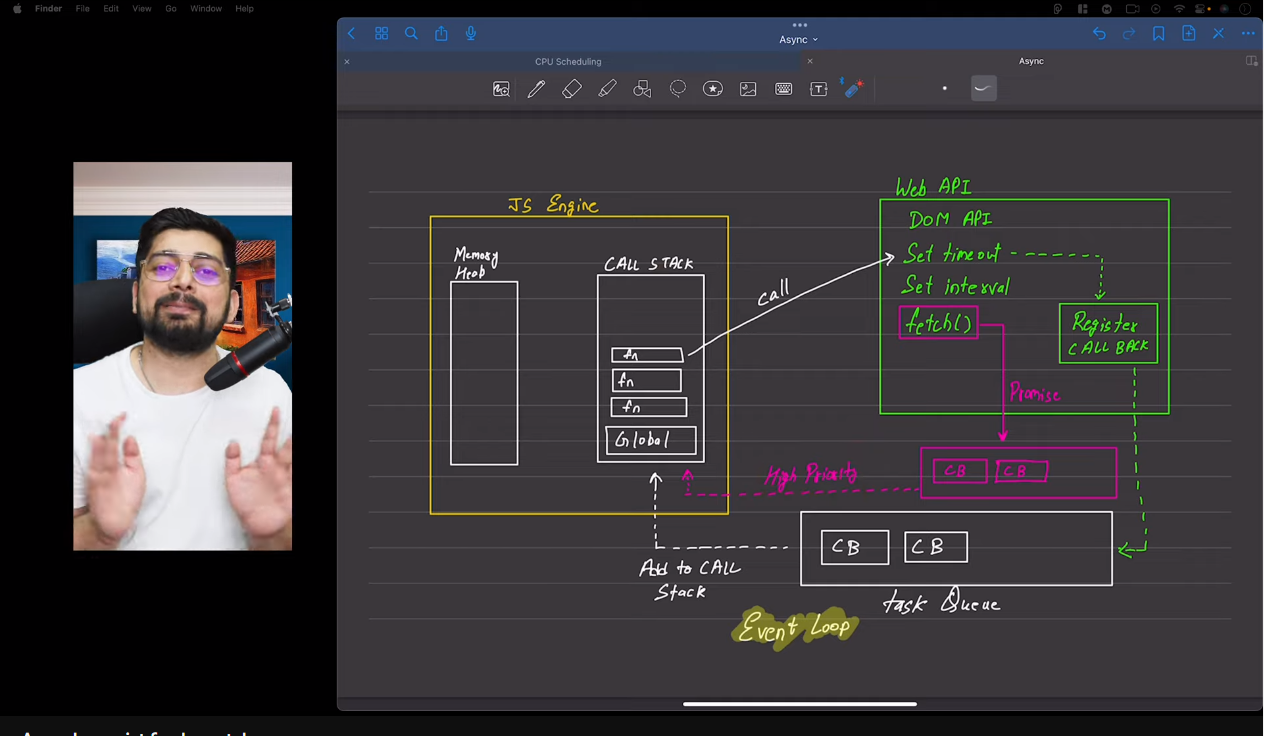 Finder File Edit View Go Window Help
Async
CPU Scheduling
Async
T
Web API
JS Engine
DOM API
Memory
Heap
CALL STACK
Set timeout
call
Set interval
fetch()
Register
CALL BACK
fn
fn
fn
Promise
Global
High Priority
CB CB
CB CB
Add to CALL
Stack
task Queue
Event Loop